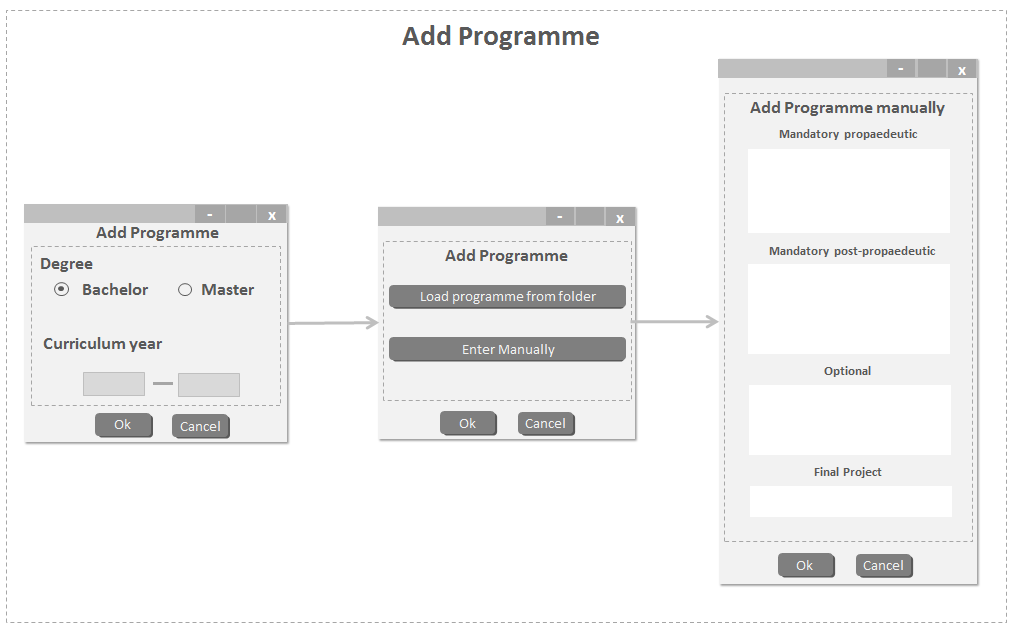 Add Programme
- x
Add Programme
Degree
Bachelor Master
Curriculum year
Ok Cancel
- x
Add Programme
Load programme from folder
Enter Manually
Ok Cancel
- x
Add Programme manually
Mandatory propaedeutic
Mandatory post-propaedeutic
Optional
Final Project
Ok Cancel